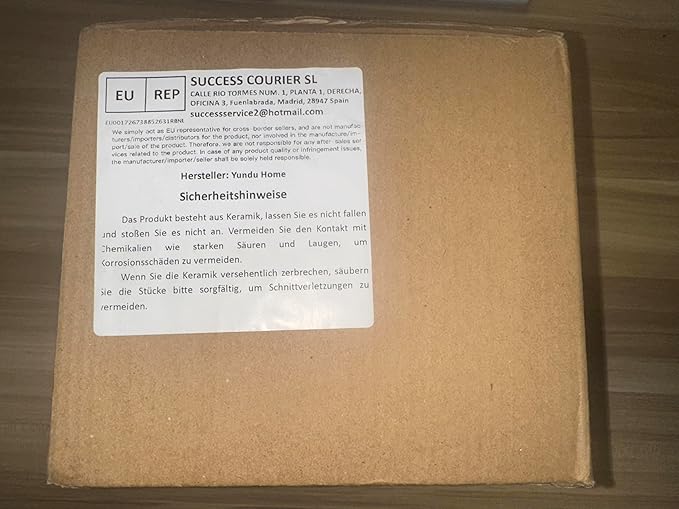 EU REP
SUCCESS COURIER SL
CALLE RIO TORMES NUM. 1, PLANTA 1, DERECHA,
OFICINA 3, Fuenlabrada, Madrid, 28947 Spain
successservice2@hotmail.com
We simply act as EU representative for cross-border sellers, and are not manufac-
turers/importers/distributors for the product, nor involved in the manufacture/im-
port/sale of the product. Therefore, we are not responsible for any after-sales ser
vices related to the product. In case of any product quality or infringement issues,
the manufacturer/importer/seller shall be solely held responsible.
Hersteller: Yundu Home
Sicherheitshinweise
Das Produkt besteht aus Keramik, lassen Sie es nicht fallen
und stoßen Sie es nicht an. Vermeiden Sie den Kontakt mit
Chemikalien wie starken Säuren und Laugen, um
Korrosionsschäden zu vermeiden.
Wenn Sie die Keramik versehentlich zerbrechen, säubern
Sie die Stücke bitte sorgfältig, um Schnittverletzungen zu
vermeiden.